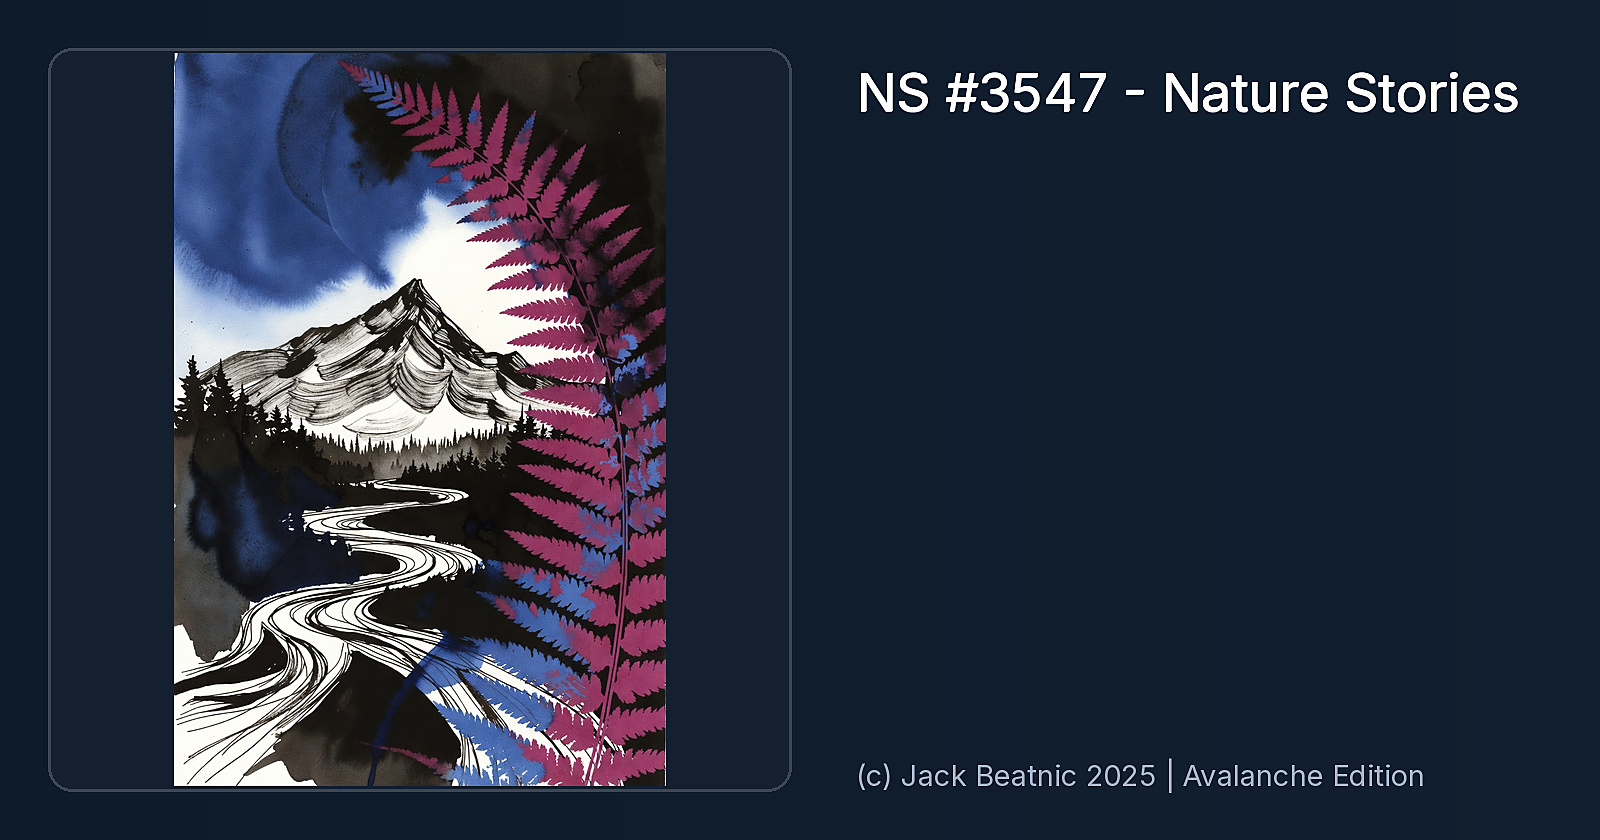 NS #3547 - Nature Stories
(c) Jack Beatnic 2025 | Avalanche Edition